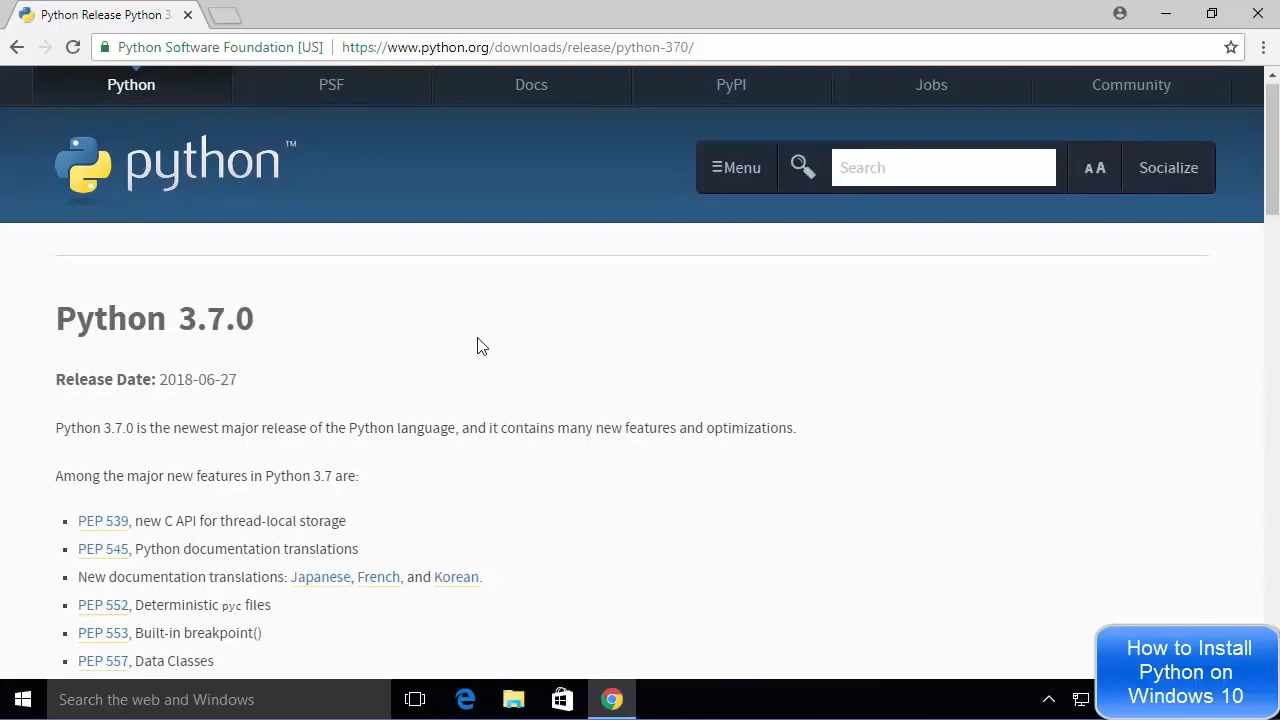 Python Release Python 3.
Python Software Foundation [US] https://www.python.org/downloads/release/python-370/
Python PSF Docs PyPI Jobs Community
python™
☰Menu Search A A Socialize
Python 3.7.0
Release Date: 2018-06-27
Python 3.7.0 is the newest major release of the Python language, and it contains many new features and optimizations.
Among the major new features in Python 3.7 are:
▪ PEP 539, new C API for thread-local storage
▪ PEP 545, Python documentation translations
▪ New documentation translations: Japanese, French, and Korean.
▪ PEP 552, Deterministic pyc files
▪ PEP 553, Built-in breakpoint()
▪ PEP 557, Data Classes
How to Install
Python on
Windows 10
Search the web and Windows